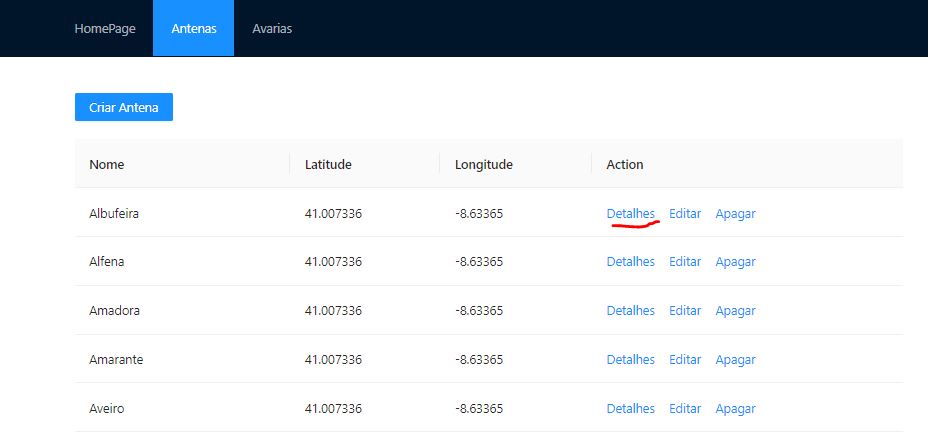 HomePage Antenas Avarias
Criar Antena
Nome Latitude Longitude Action
Albufeira 41.007336 -8.63365 Detalhes Editar Apagar
Alfena 41.007336 -8.63365 Detalhes Editar Apagar
Amadora 41.007336 -8.63365 Detalhes Editar Apagar
Amarante 41.007336 -8.63365 Detalhes Editar Apagar
Aveiro 41.007336 -8.63365 Detalhes Editar Apagar